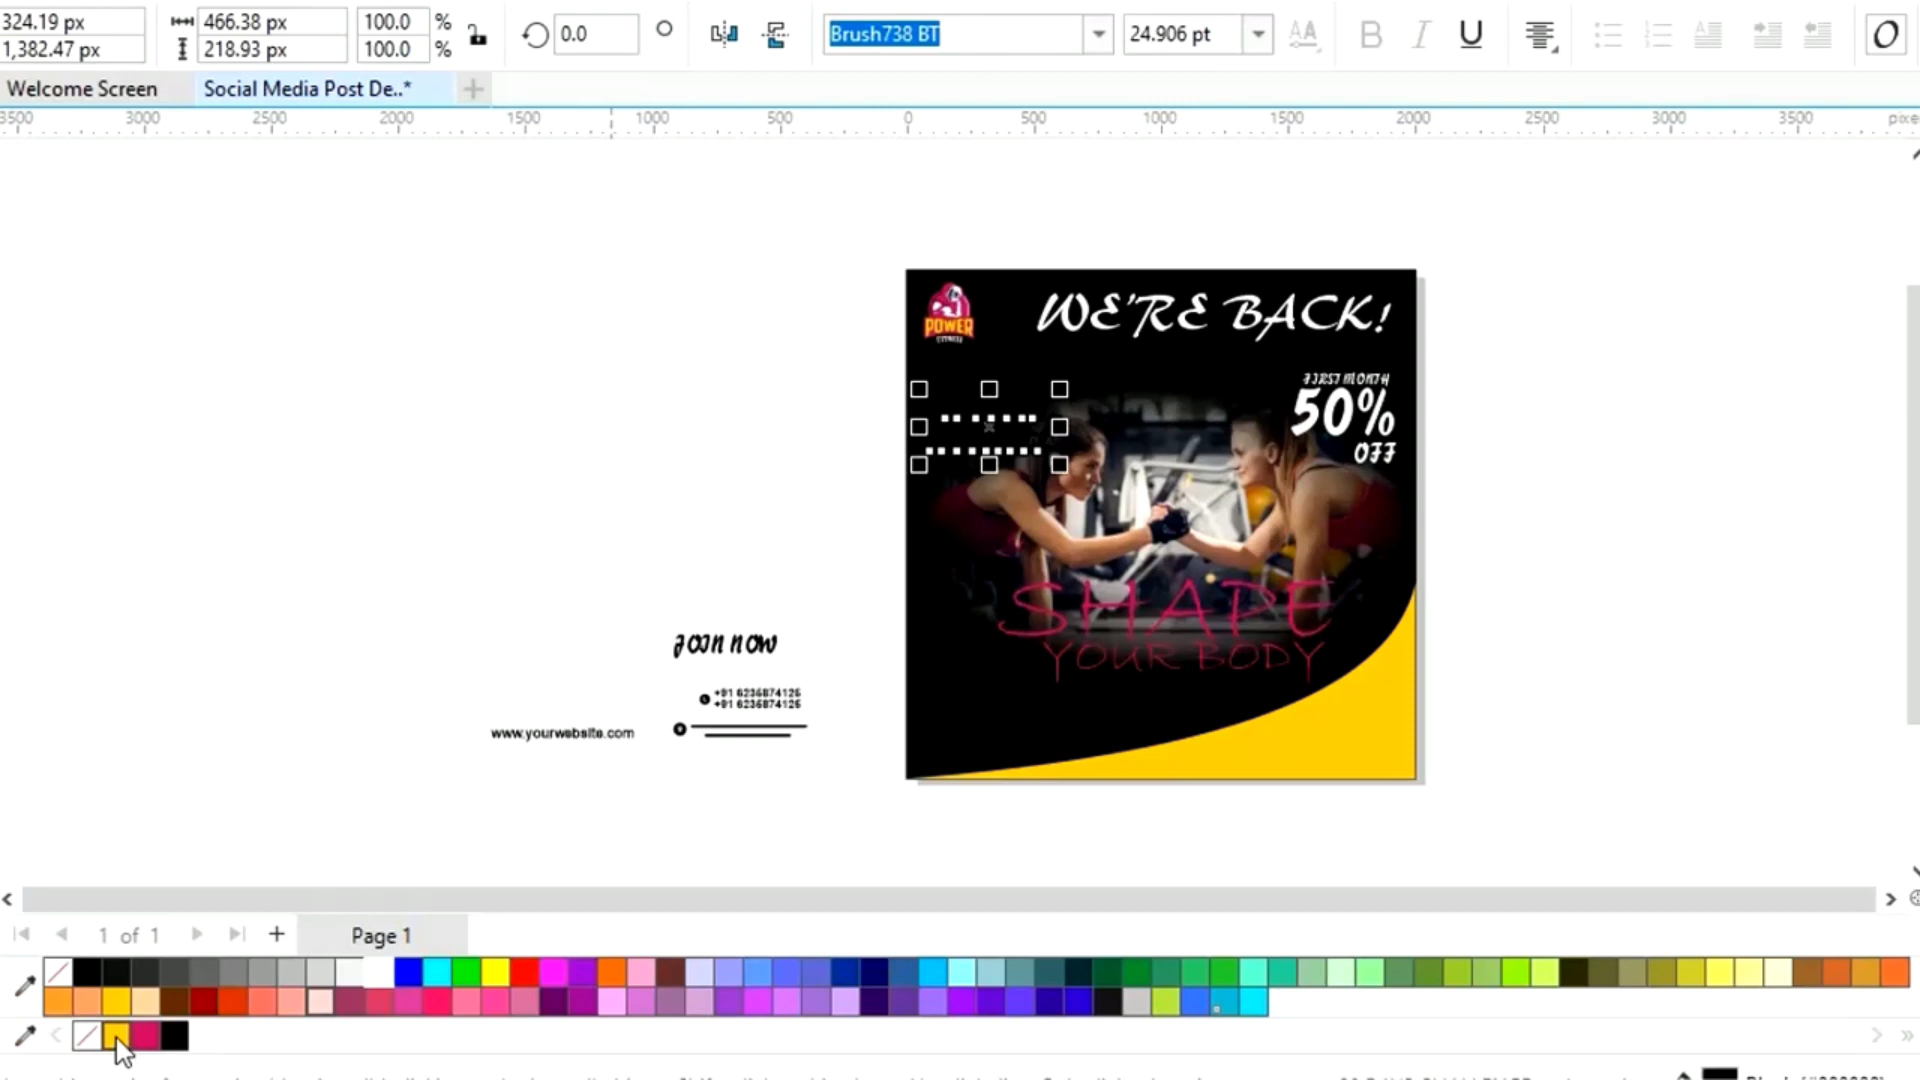 324.19 px
1,382.47 px
466.38 px
218.93 px
100.0 %
100.0 %
0.0
Brush738 BT
24.906 pt
B I U
O
Welcome Screen
Social Media Post De..*
3500 3000 2500 2000 1500 1000 500 0 500 1000 1500 2000 2500 3000 3500 pixe
POWER
FITNESS
WE'RE BACK!
FIRST MONTH
50%
OFF
SHAPE
YOUR BODY
JOIN NOW
+91 6236874126
+91 6236874126
www.yourwebsite.com
1 of 1
Page 1